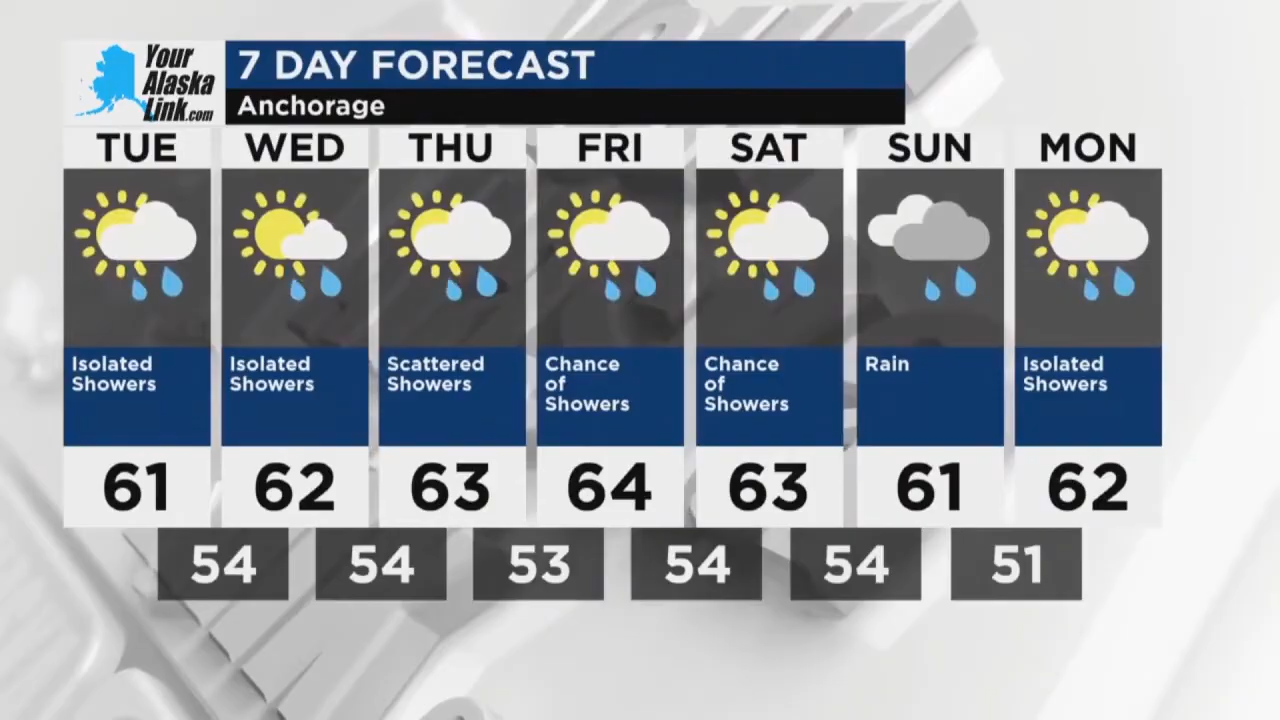 Your
Alaska
Link.com
7 DAY FORECAST
Anchorage
TUE WED THU FRI SAT SUN MON
Isolated
Showers
Isolated
Showers
Scattered
Showers
Chance
of
Showers
Chance
of
Showers
Rain
Isolated
Showers
61 62 63 64 63 61 62
54 54 53 54 54 51